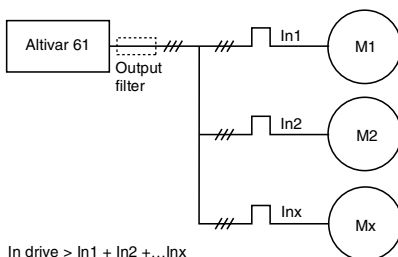 Altivar 61
Output
filter
In1
M1
In2
M2
Inx
Mx
In drive > In1 + In2 +...Inx